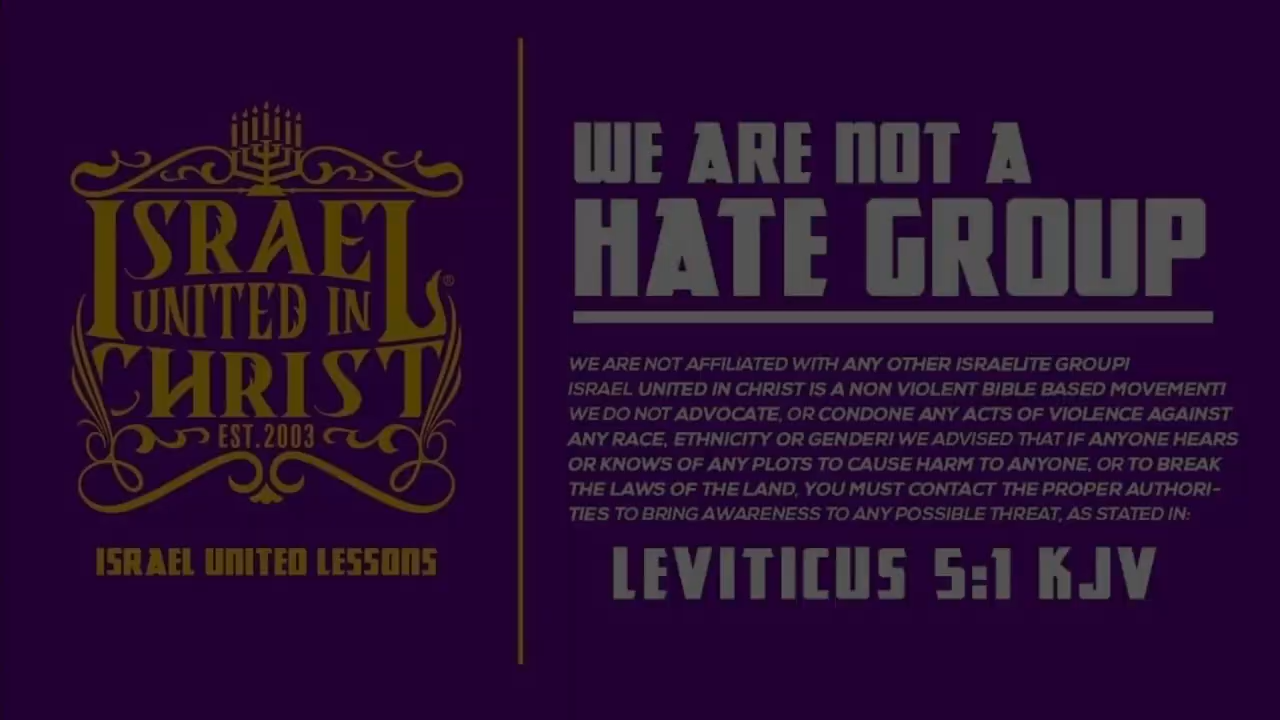 ISRAEL
UNITED IN
CHRIST®
EST.2003
ISRAEL UNITED LESSONS
WE ARE NOT A
HATE GROUP
WE ARE NOT AFFILIATED WITH ANY OTHER ISRAELITE GROUP!
ISRAEL UNITED IN CHRIST IS A NON VIOLENT BIBLE BASED MOVEMENT!
WE DO NOT ADVOCATE, OR CONDONE ANY ACTS OF VIOLENCE AGAINST
ANY RACE, ETHNICITY OR GENDER! WE ADVISED THAT IF ANYONE HEARS
OR KNOWS OF ANY PLOTS TO CAUSE HARM TO ANYONE, OR TO BREAK
THE LAWS OF THE LAND, YOU MUST CONTACT THE PROPER AUTHORI-
TIES TO BRING AWARENESS TO ANY POSSIBLE THREAT, AS STATED IN:
LEVITICUS 5:1 KJV